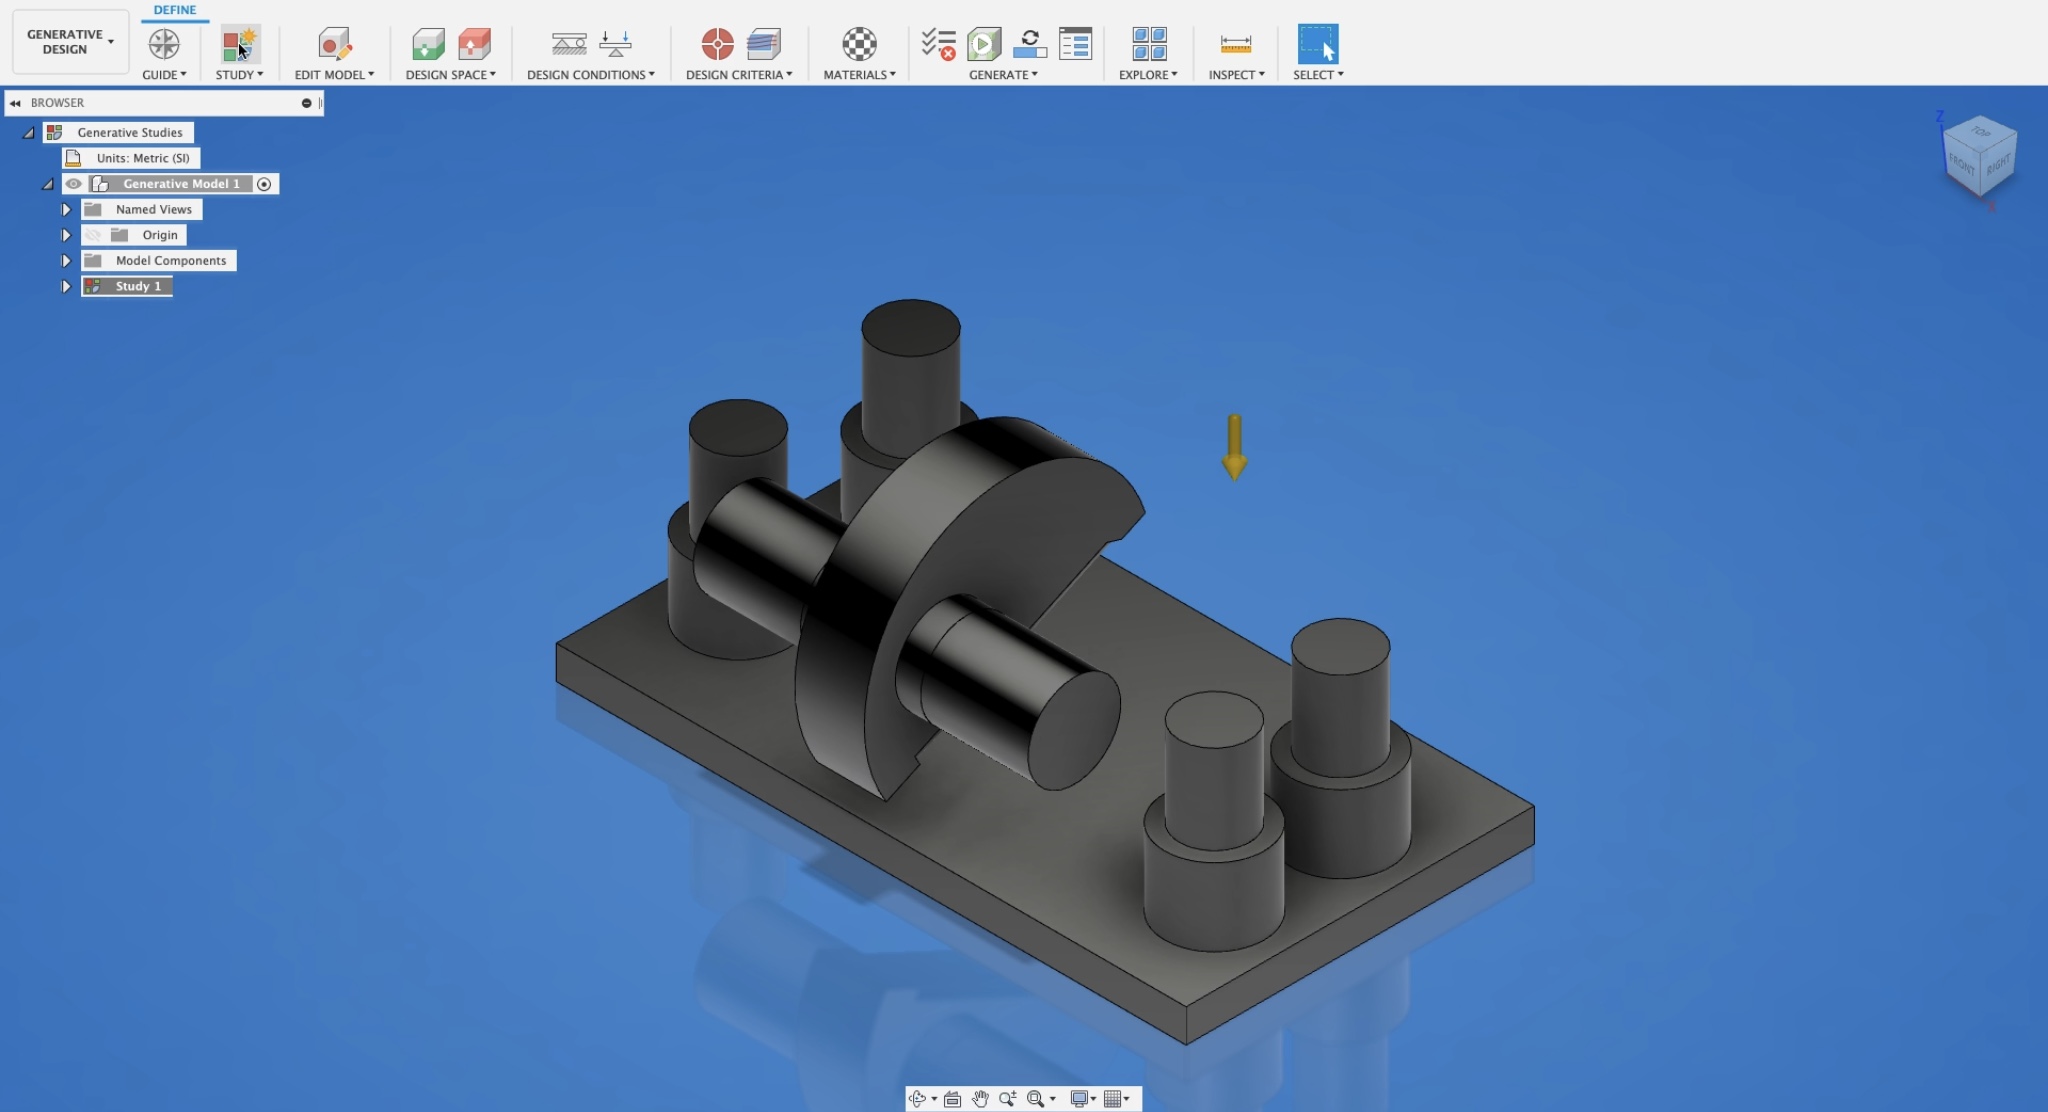 DEFINE
GENERATIVE
DESIGN
GUIDE
STUDY
EDIT MODEL
DESIGN SPACE
DESIGN CONDITIONS
DESIGN CRITERIA
MATERIALS
GENERATE
EXPLORE
INSPECT
SELECT
BROWSER
Generative Studies
Units: Metric (SI)
Generative Model 1
Named Views
Origin
Model Components
Study 1
Z
TOP
FRONT
RIGHT
X